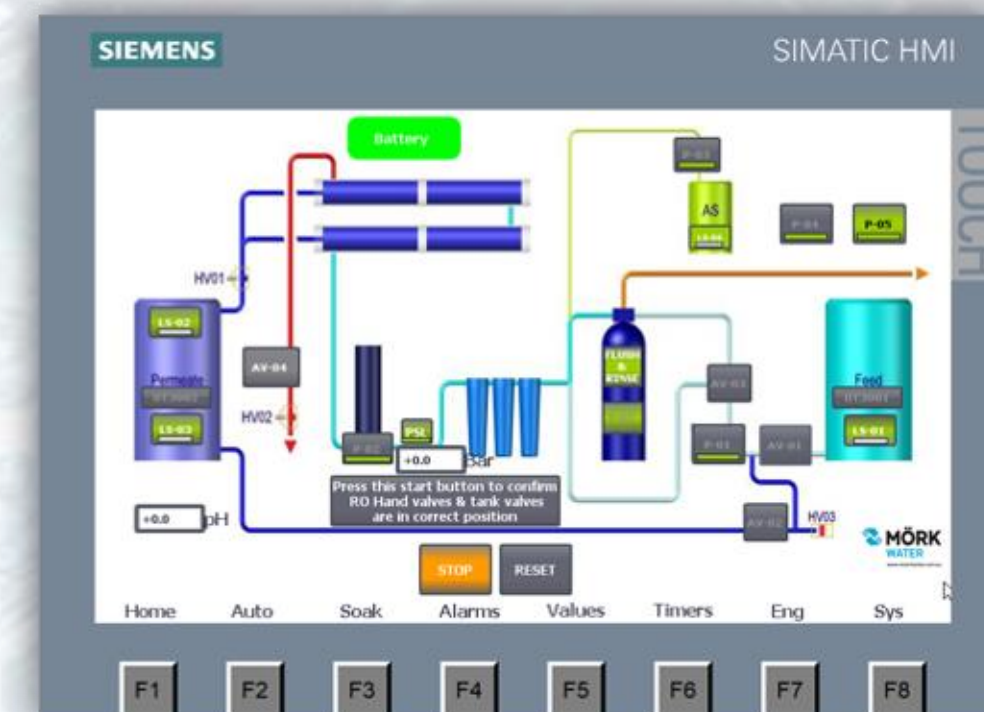 SIEMENS
SIMATIC HMI
TOUCH
Battery
P-03
AS
LS-04
P-04
P-05
HV01
LS-02
FLUSH
&
RINSE
Permeate
AV-04
AV-03
Feed
LS-03
HV02
PSL
P-02
P-01
AV-01
LS-01
+0.0
Bar
Press this start button to confirm
RO Hand valves & tank valves
are in correct position
+0.0
pH
AV-02
HV03
MÖRK
WATER
STOP
RESET
Home Auto Soak Alarms Values Timers Eng Sys
F1 F2 F3 F4 F5 F6 F7 F8